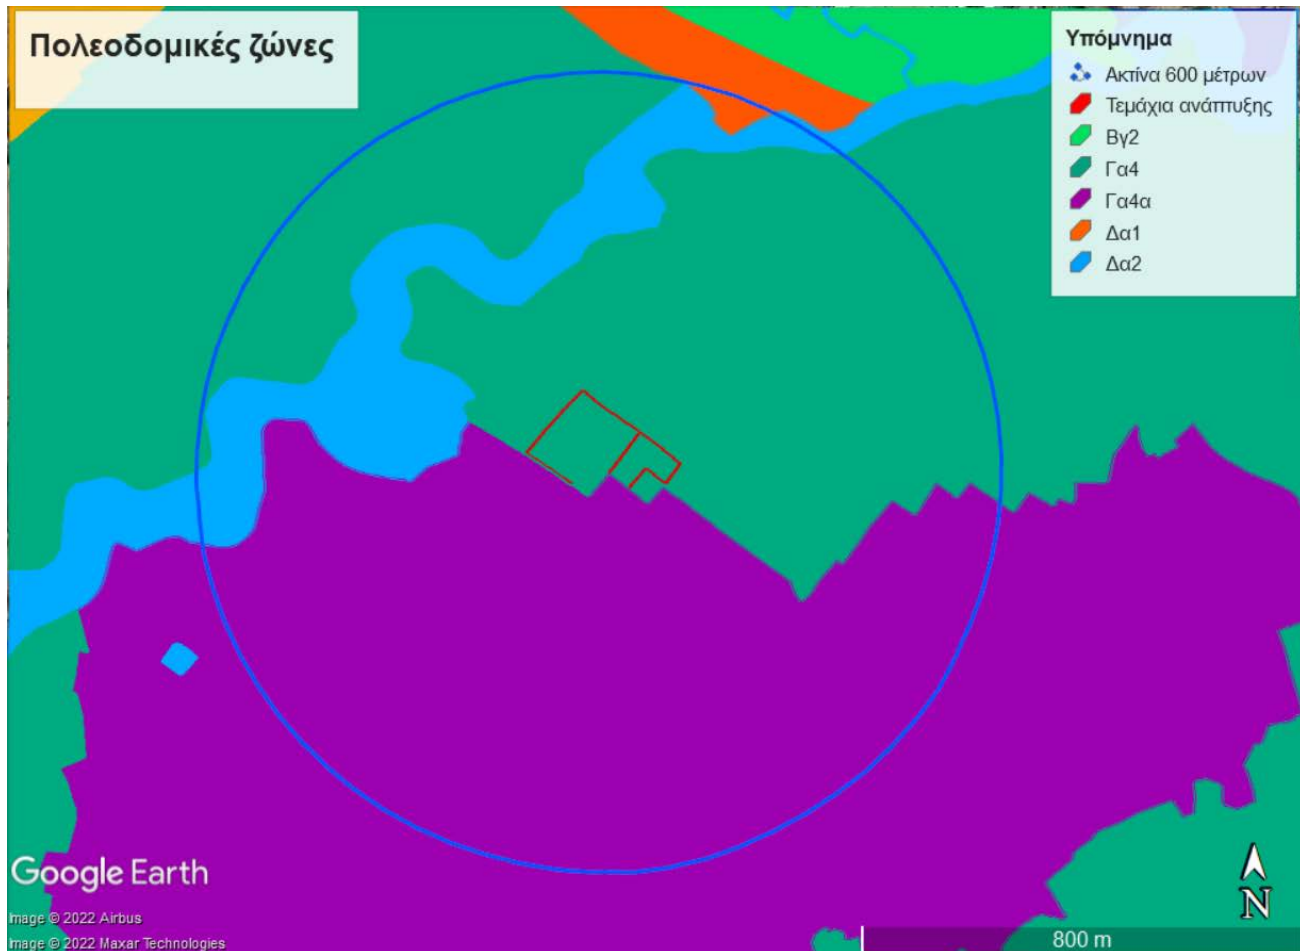 Πολεοδομικές ζώνες
Υπόμνημα
Ακτίνα 600 μέτρων
Τεμάχια ανάπτυξης
Βγ2
Γα4
Γα4α
Δα1
Δα2
Google Earth
Image © 2022 Airbus
Image © 2022 Maxar Technologies
N
800 m